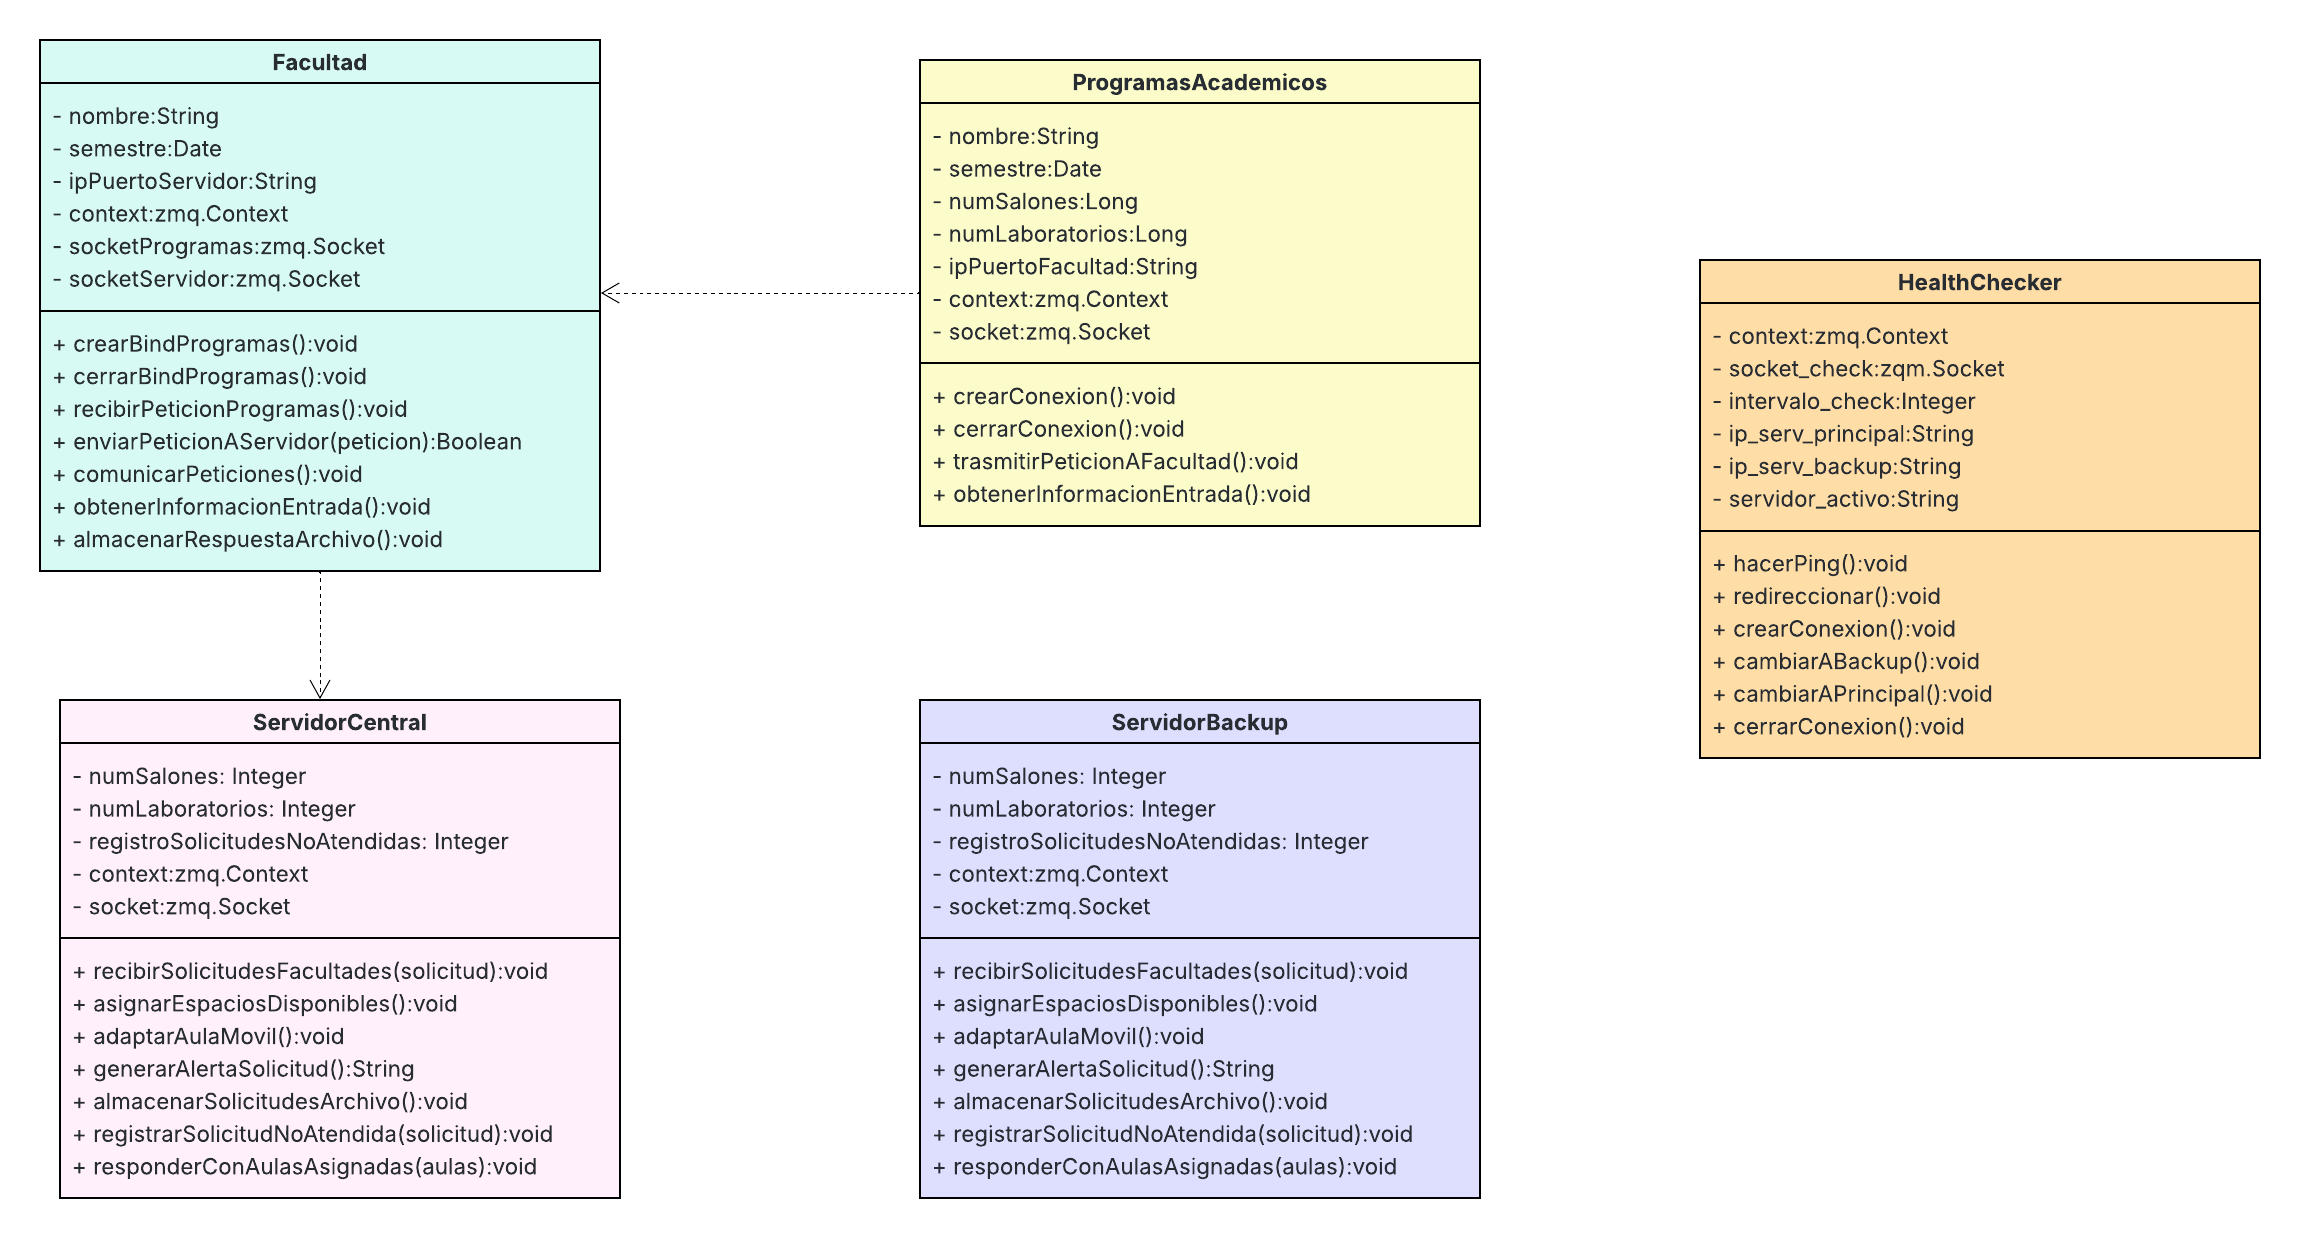 Facultad
- nombre:String
- semestre:Date
- ipPuertoServidor:String
- context:zmq.Context
- socketProgramas:zmq.Socket
- socketServidor:zmq.Socket
+ crearBindProgramas():void
+ cerrarBindProgramas():void
+ recibirPeticionProgramas():void
+ enviarPeticionAServidor(peticion):Boolean
+ comunicarPeticiones():void
+ obtenerInformacionEntrada():void
+ almacenarRespuestaArchivo():void
ProgramasAcademicos
- nombre:String
- semestre:Date
- numSalones:Long
- numLaboratorios:Long
- ipPuertoFacultad:String
- context:zmq.Context
- socket:zmq.Socket
+ crearConexion():void
+ cerrarConexion():void
+ trasmitirPeticionAFacultad():void
+ obtenerInformacionEntrada():void
HealthChecker
- context:zmq.Context
- socket_check:zqm.Socket
- intervalo_check:Integer
- ip_serv_principal:String
- ip_serv_backup:String
- servidor_activo:String
+ hacerPing():void
+ redireccionar():void
+ crearConexion():void
+ cambiarABackup():void
+ cambiarAPrincipal():void
+ cerrarConexion():void
ServidorCentral
- numSalones: Integer
- numLaboratorios: Integer
- registroSolicitudesNoAtendidas: Integer
- context:zmq.Context
- socket:zmq.Socket
+ recibirSolicitudesFacultades(solicitud):void
+ asignarEspaciosDisponibles():void
+ adaptarAulaMovil():void
+ generarAlertaSolicitud():String
+ almacenarSolicitudesArchivo():void
+ registrarSolicitudNoAtendida(solicitud):void
+ responderConAulasAsignadas(aulas):void
ServidorBackup
- numSalones: Integer
- numLaboratorios: Integer
- registroSolicitudesNoAtendidas: Integer
- context:zmq.Context
- socket:zmq.Socket
+ recibirSolicitudesFacultades(solicitud):void
+ asignarEspaciosDisponibles():void
+ adaptarAulaMovil():void
+ generarAlertaSolicitud():String
+ almacenarSolicitudesArchivo():void
+ registrarSolicitudNoAtendida(solicitud):void
+ responderConAulasAsignadas(aulas):void